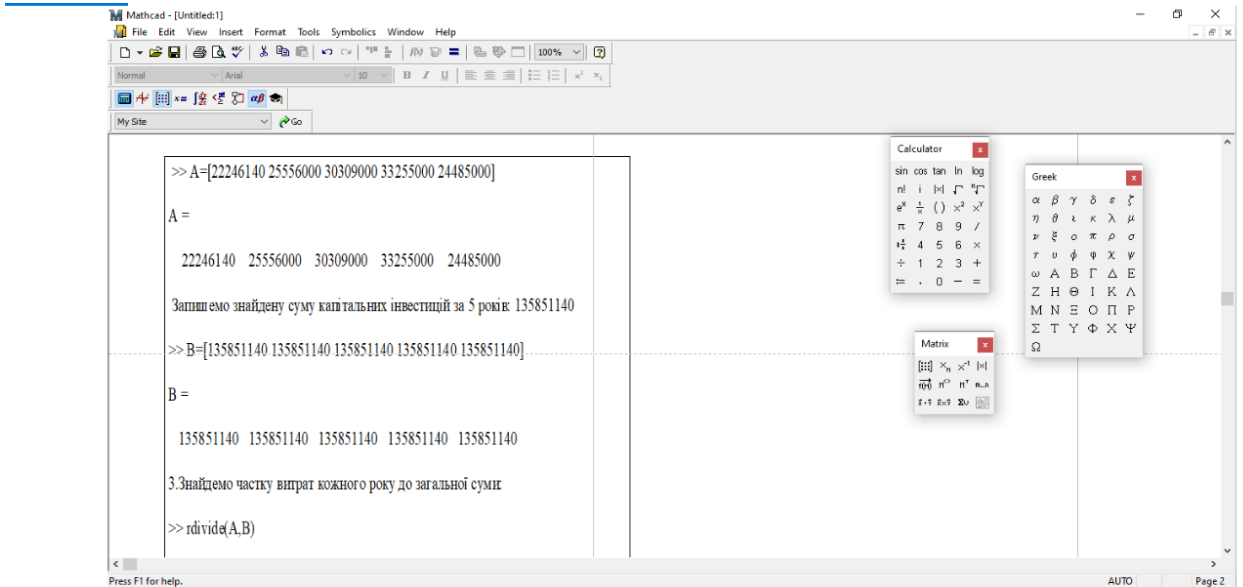 Mathcad - [Untitled:1]
File Edit View Insert Format Tools Symbolics Window Help
100%
Normal Arial 10 B I U
My Site Go
>> A=[22246140 25556000 30309000 33255000 24485000]
A =
22246140 25556000 30309000 33255000 24485000
Запишемо знайдену суму капітальних інвестицій за 5 років: 135851140
>> B=[135851140 135851140 135851140 135851140 135851140]
B =
135851140 135851140 135851140 135851140 135851140
3.Знайдемо частку витрат кожного року до загальної суми:
>> rdivide(A,B)
Calculator
sin cos tan ln log
n! i |×| √ ⁿ√
eˣ 1/x ( ) ×² ×ʸ
π 7 8 9 /
4 5 6 ×
÷ 1 2 3 +
:= . 0 − =
Greek
α β γ δ ε ζ
η θ ι κ λ μ
ν ξ ο π ρ σ
τ υ ϕ φ χ ψ
ω Α Β Γ Δ Ε
Ζ Η Θ Ι Κ Λ
Μ Ν Ξ Ο Π Ρ
Σ Τ Υ Φ Χ Ψ
Ω
Matrix
Press F1 for help.
AUTO Page 2